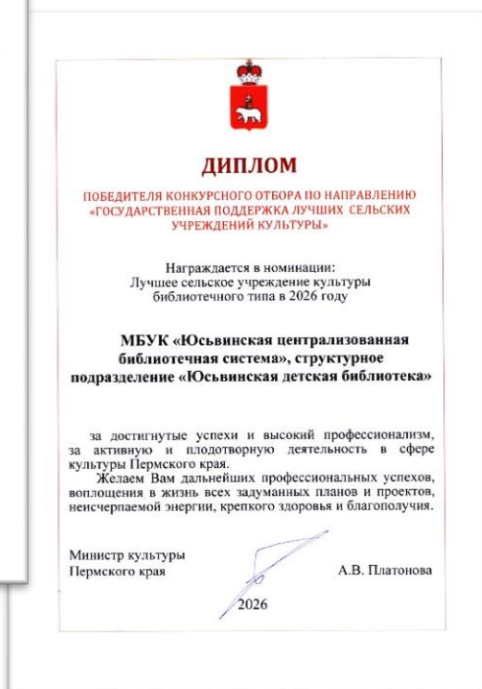 ДИПЛОМ
ПОБЕДИТЕЛЯ КОНКУРСНОГО ОТБОРА ПО НАПРАВЛЕНИЮ
«ГОСУДАРСТВЕННАЯ ПОДДЕРЖКА ЛУЧШИХ СЕЛЬСКИХ
УЧРЕЖДЕНИЙ КУЛЬТУРЫ»
Награждается в номинации:
Лучшее сельское учреждение культуры
библиотечного типа в 2026 году
МБУК «Юсьвинская централизованная
библиотечная система», структурное
подразделение «Юсьвинская детская библиотека»
за достигнутые успехи и высокий профессионализм,
за активную и плодотворную деятельность в сфере
культуры Пермского края.
Желаем Вам дальнейших профессиональных успехов,
воплощения в жизнь всех задуманных планов и проектов,
неисчерпаемой энергии, крепкого здоровья и благополучия.
Министр культуры
Пермского края А.В. Платонова
2026